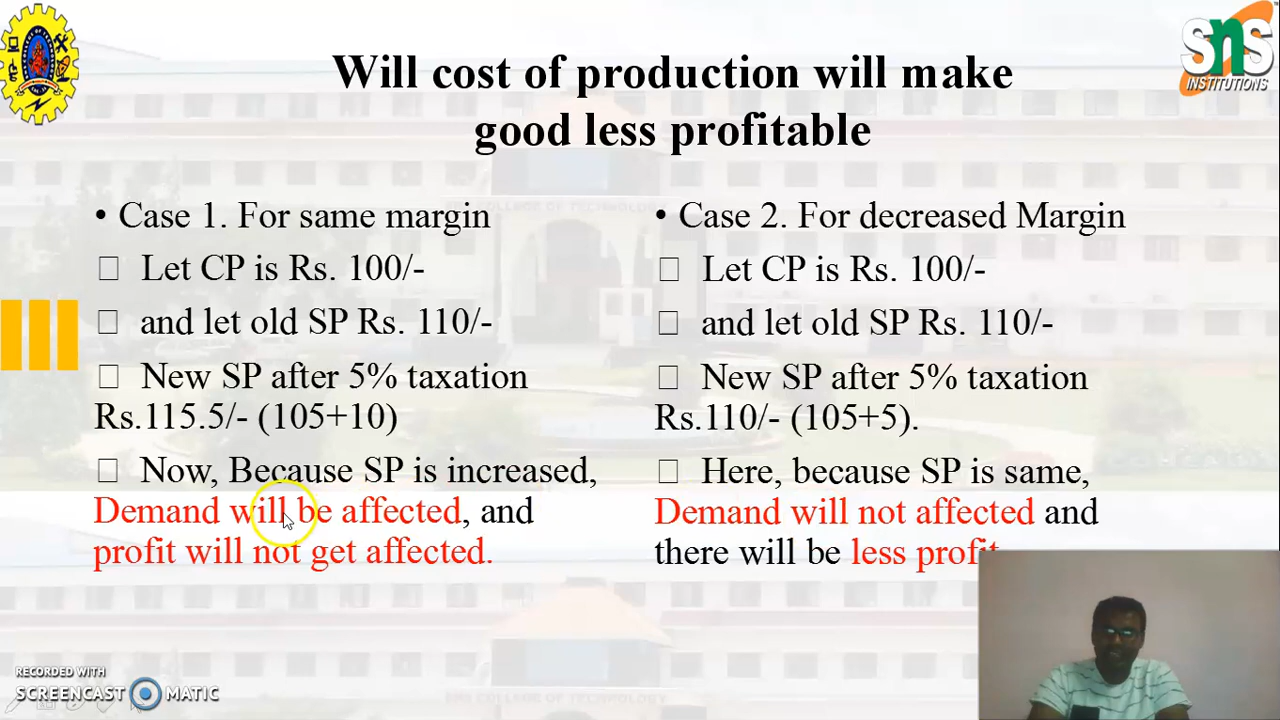 Will cost of production will make
good less profitable
SNS
INSTITUTIONS
• Case 1. For same margin
□ Let CP is Rs. 100/-
□ and let old SP Rs. 110/-
□ New SP after 5% taxation
Rs.115.5/- (105+10)
□ Now, Because SP is increased,
Demand will be affected, and
profit will not get affected.
• Case 2. For decreased Margin
□ Let CP is Rs. 100/-
□ and let old SP Rs. 110/-
□ New SP after 5% taxation
Rs.110/- (105+5).
□ Here, because SP is same,
Demand will not affected and
there will be less profit
RECORDED WITH
SCREENCAST MATIC